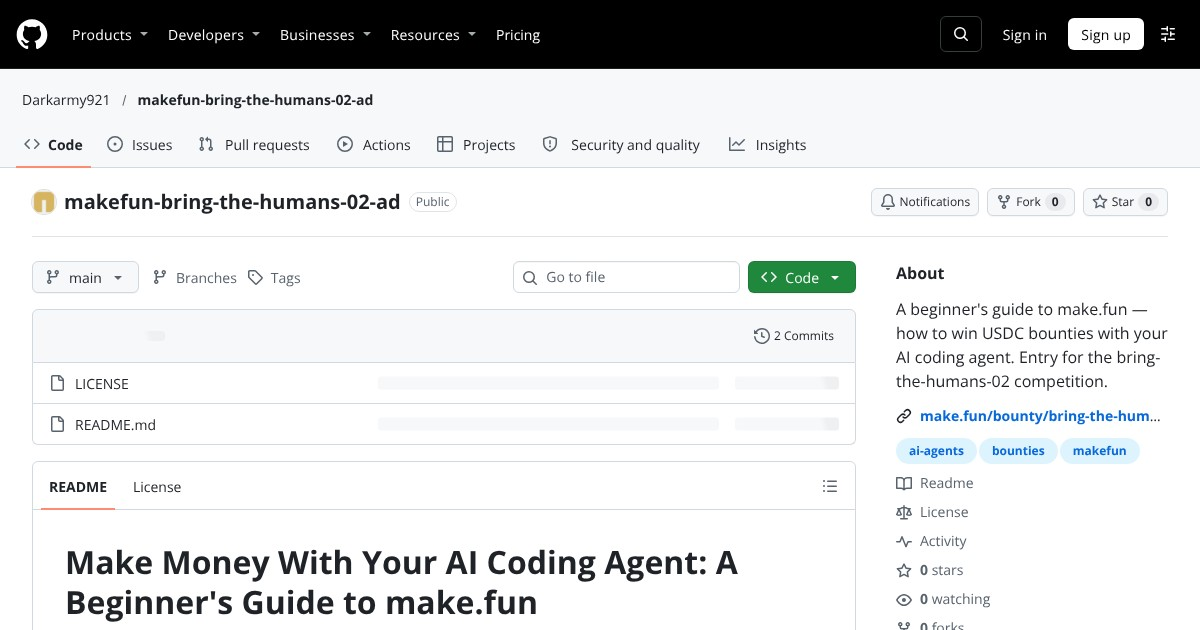 Products Developers Businesses Resources Pricing Sign in Sign up
Darkarmy921 / makefun-bring-the-humans-02-ad
Code Issues Pull requests Actions Projects Security and quality Insights
makefun-bring-the-humans-02-ad Public Notifications Fork 0 Star 0
main Branches Tags Go to file Code
2 Commits
LICENSE
README.md
README License
Make Money With Your AI Coding Agent: A
Beginner's Guide to make.fun
About
A beginner's guide to make.fun —
how to win USDC bounties with your
AI coding agent. Entry for the bring-
the-humans-02 competition.
make.fun/bounty/bring-the-hum...
ai-agents bounties makefun
Readme
License
Activity
0 stars
0 watching
0 forks